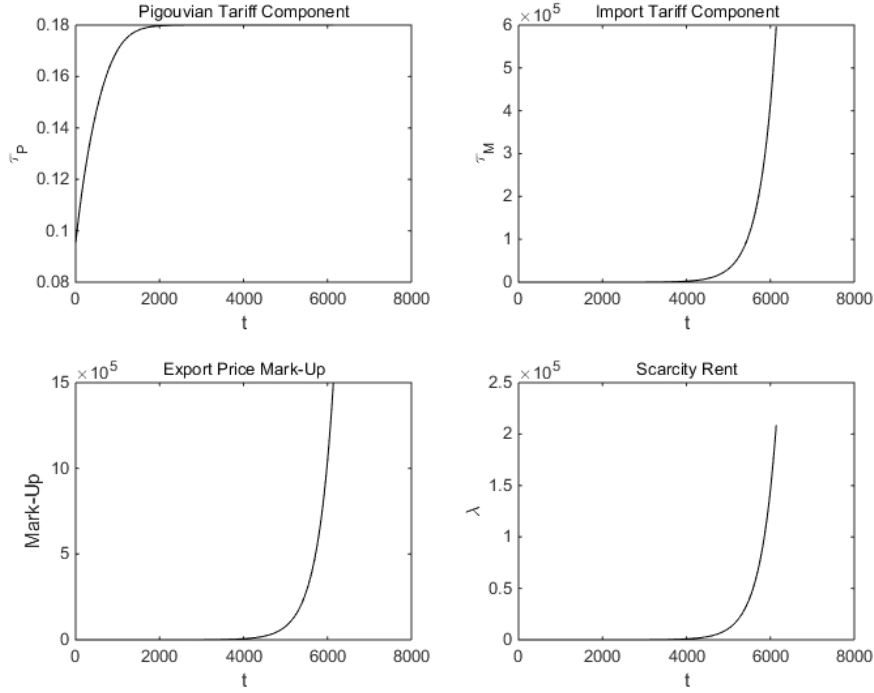 Pigouvian Tariff Component
0.18
0.16
0.14
0.12
0.1
0.08
τP
0 2000 4000 6000 8000
t
Import Tariff Component
×10^5
6
5
4
3
2
1
0
τM
0 2000 4000 6000 8000
t
Export Price Mark-Up
×10^5
15
10
5
0
Mark-Up
0 2000 4000 6000 8000
t
Scarcity Rent
×10^5
2.5
2
1.5
1
0.5
0
λ
0 2000 4000 6000 8000
t